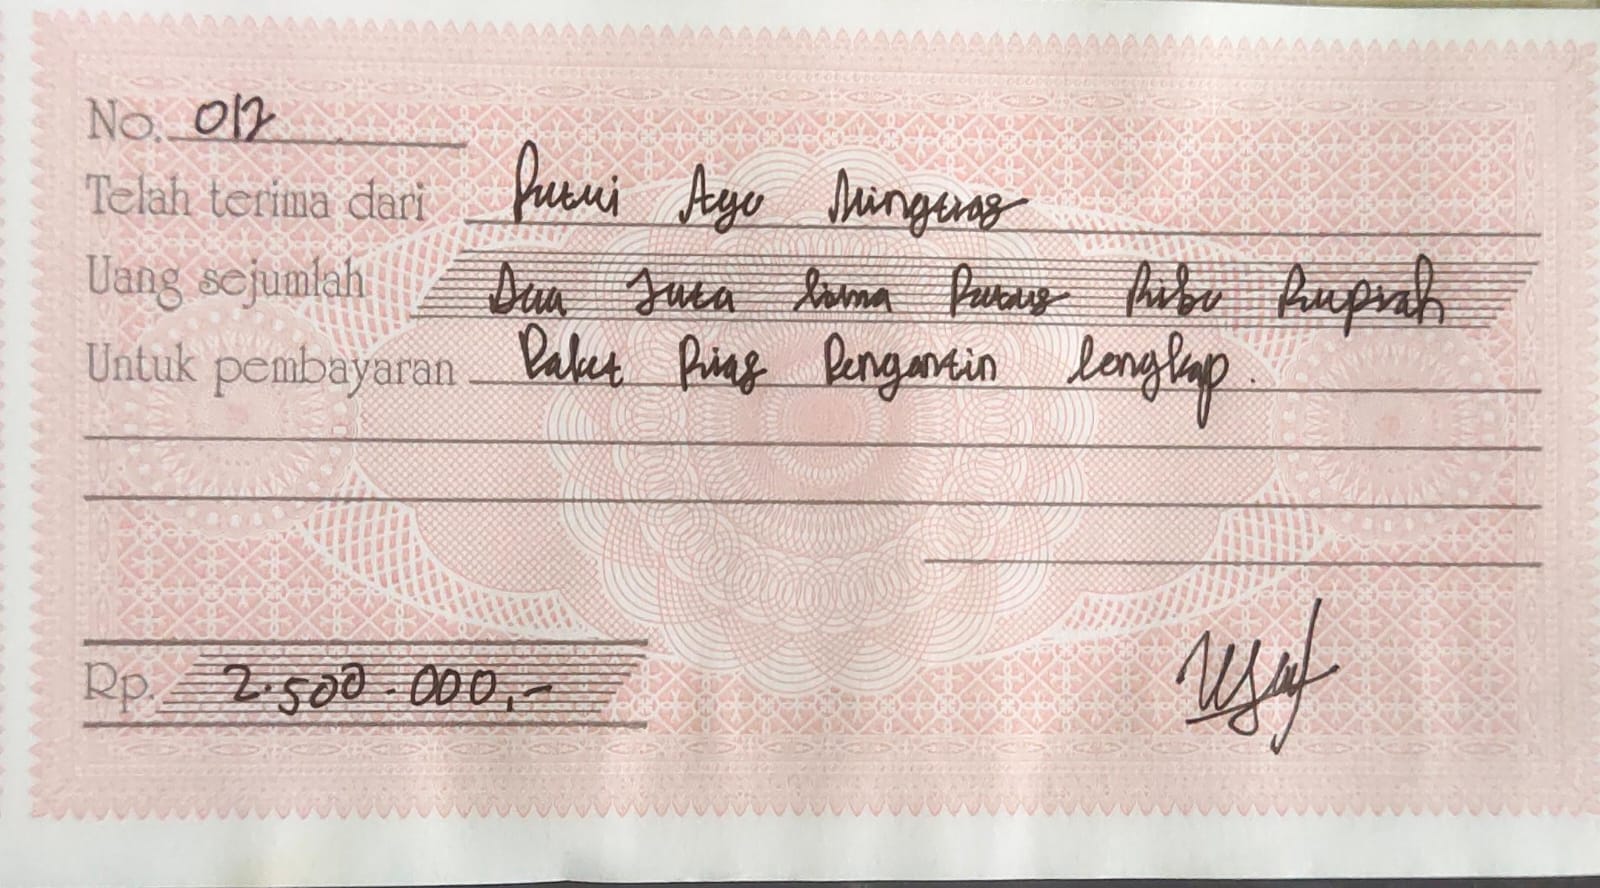 No. 012
Telah terima dari Putri Ayu Ningtias
Uang sejumlah Dua Juta lima Ratus Ribu Rupiah
Untuk pembayaran Paket Rias Pengantin lengkap.
Rp. 2.500.000,-